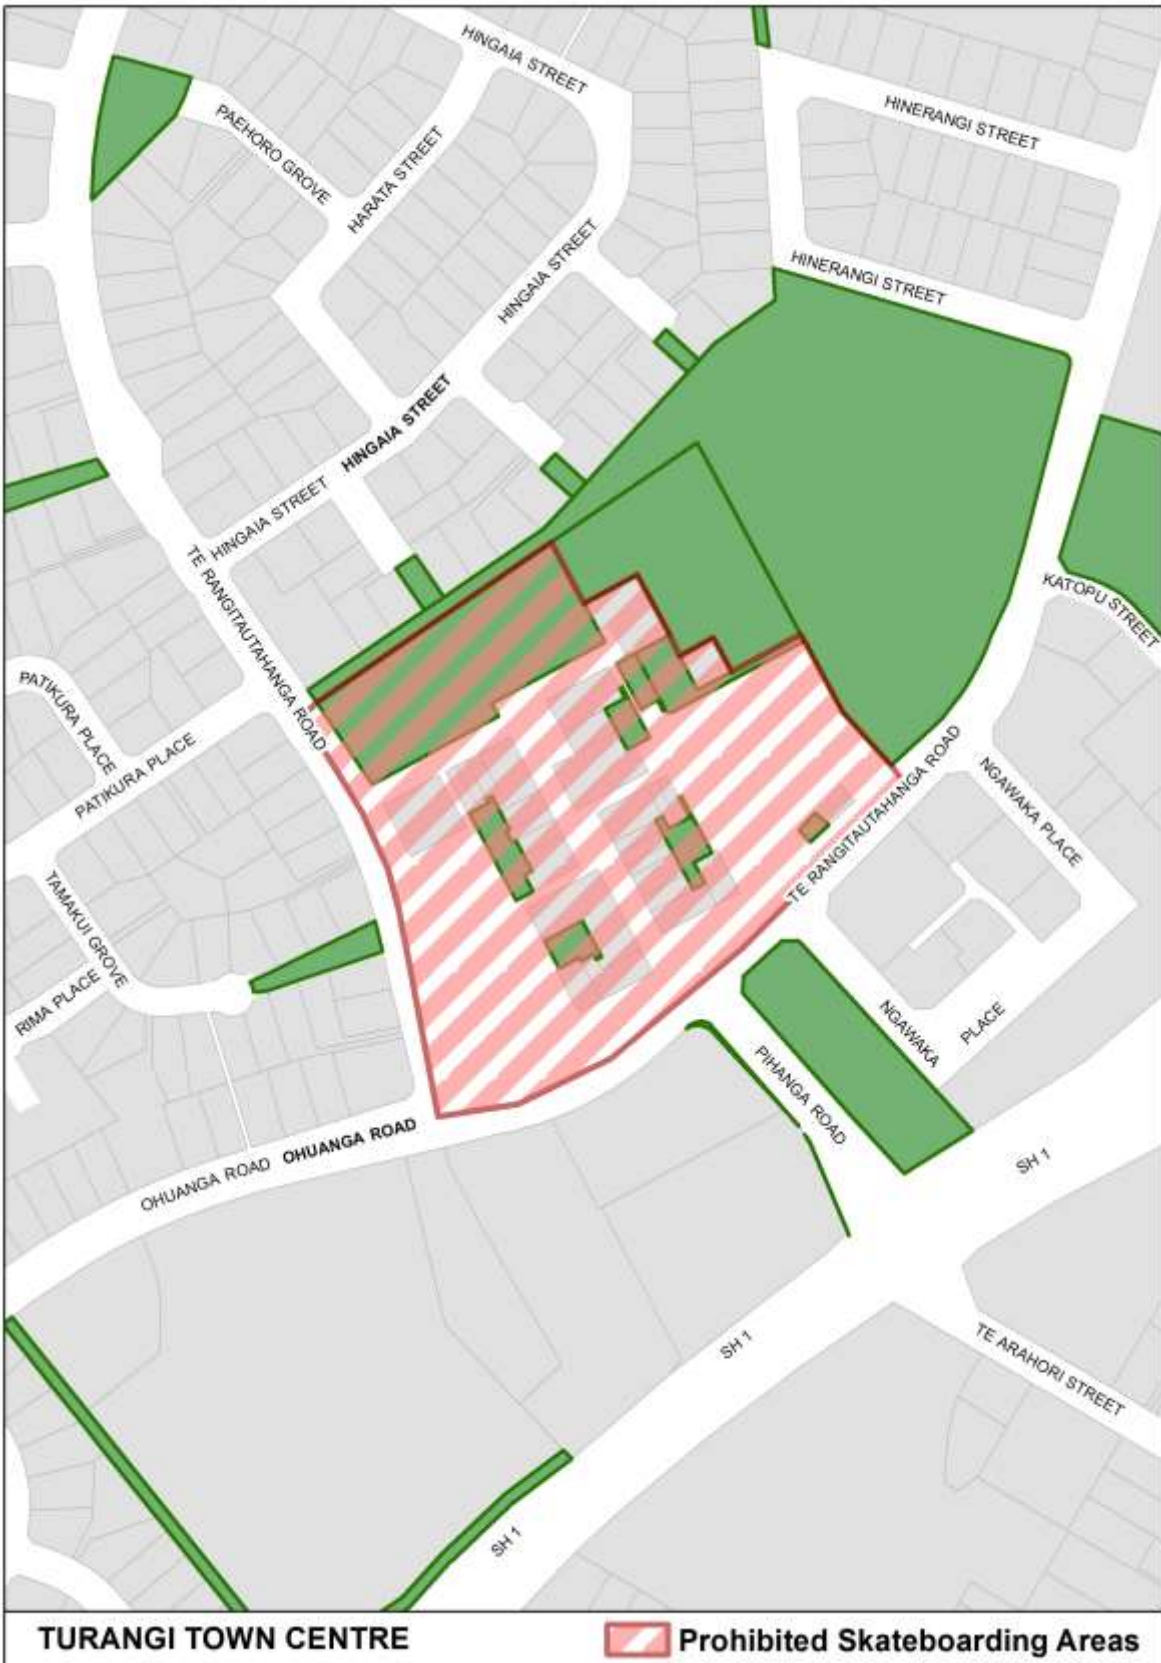 HINGAIA STREET
HINERANGI STREET
PAEHORO GROVE
HARATA STREET
HINGAIA STREET
HINERANGI STREET
HINGAIA STREET
HINGAIA STREET
TE RANGITAUTAHANGA ROAD
KATOPU STREET
PATIKURA PLACE
PATIKURA PLACE
TE RANGITAUTAHANGA ROAD
NGAWAKA PLACE
TAMAKUI GROVE
RIMA PLACE
NGAWAKA
PLACE
PIHANGA ROAD
OHUANGA ROAD
OHUANGA ROAD
SH 1
SH 1
TE ARAHORI STREET
SH 1
TURANGI TOWN CENTRE
Prohibited Skateboarding Areas